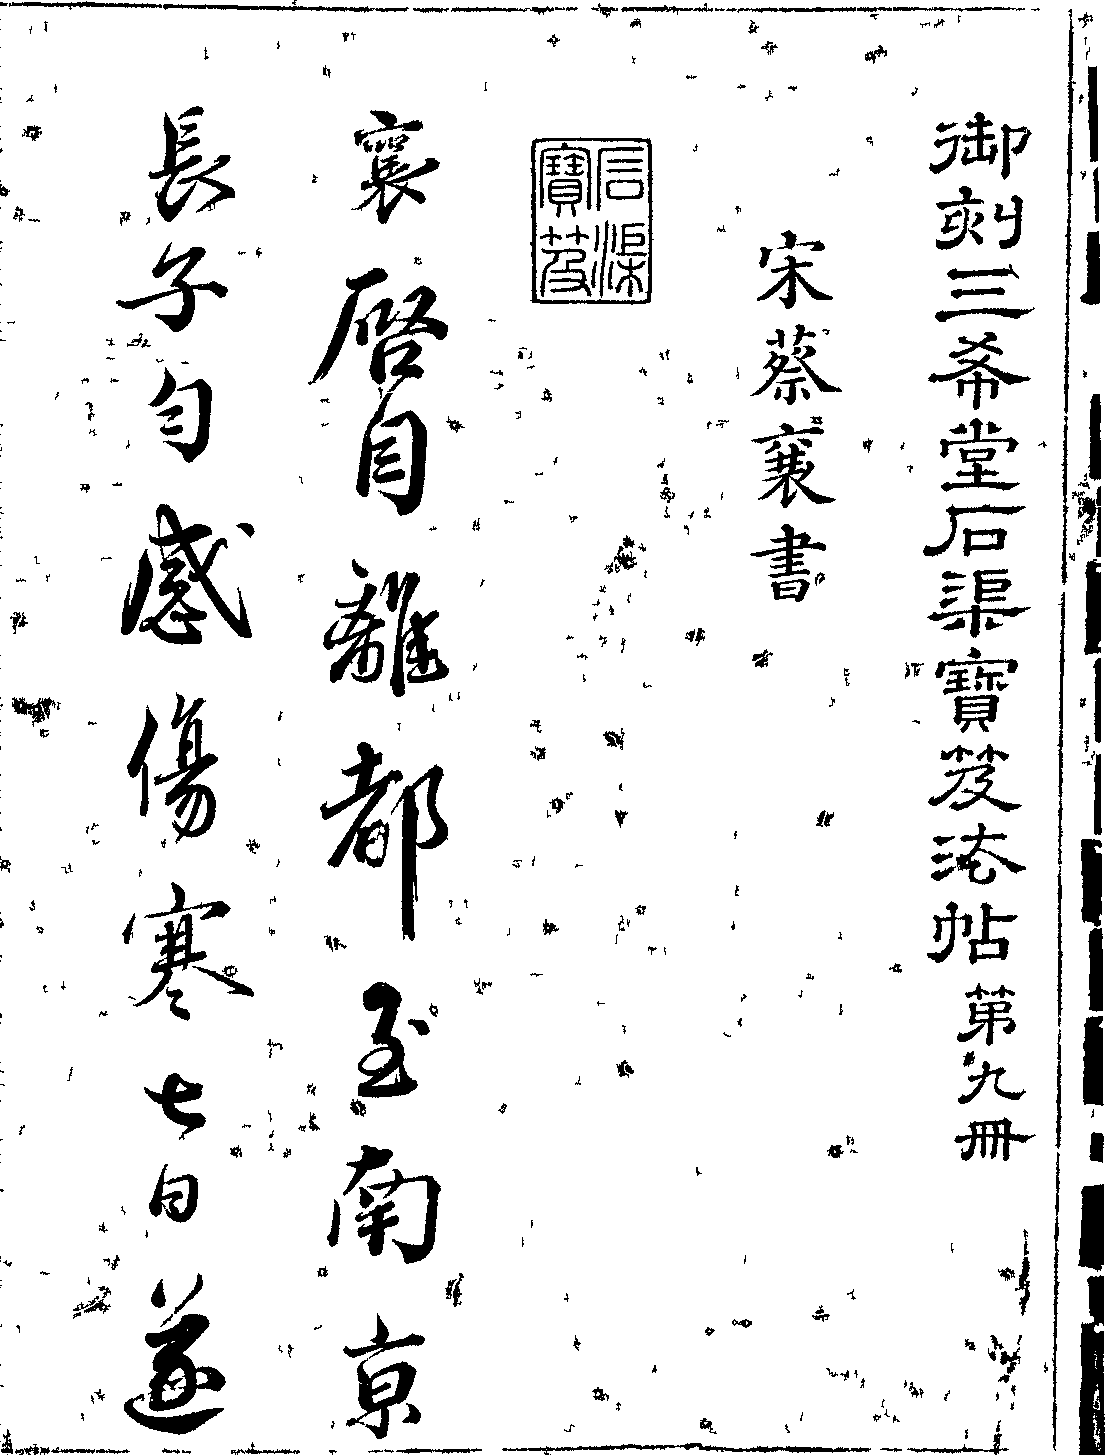 御刻三希堂石渠寶笈法帖第九冊
宋蔡襄書
石渠寶笈
襄啓自離都至南京
長子勻感傷寒七日遂